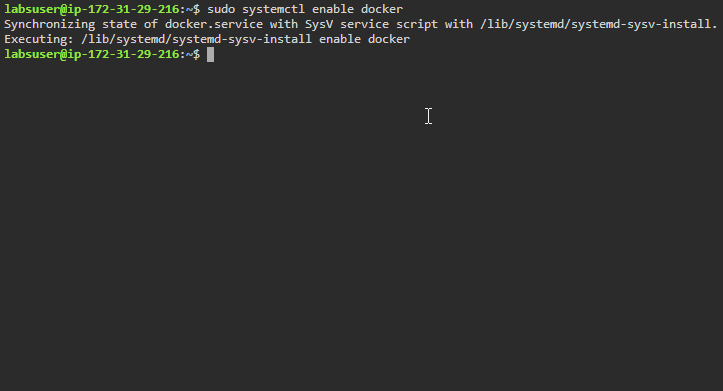 labsuser@ip-172-31-29-216:~$ sudo systemctl enable docker
Synchronizing state of docker.service with SysV service script with /lib/systemd/systemd-sysv-install.
Executing: /lib/systemd/systemd-sysv-install enable docker
labsuser@ip-172-31-29-216:~$